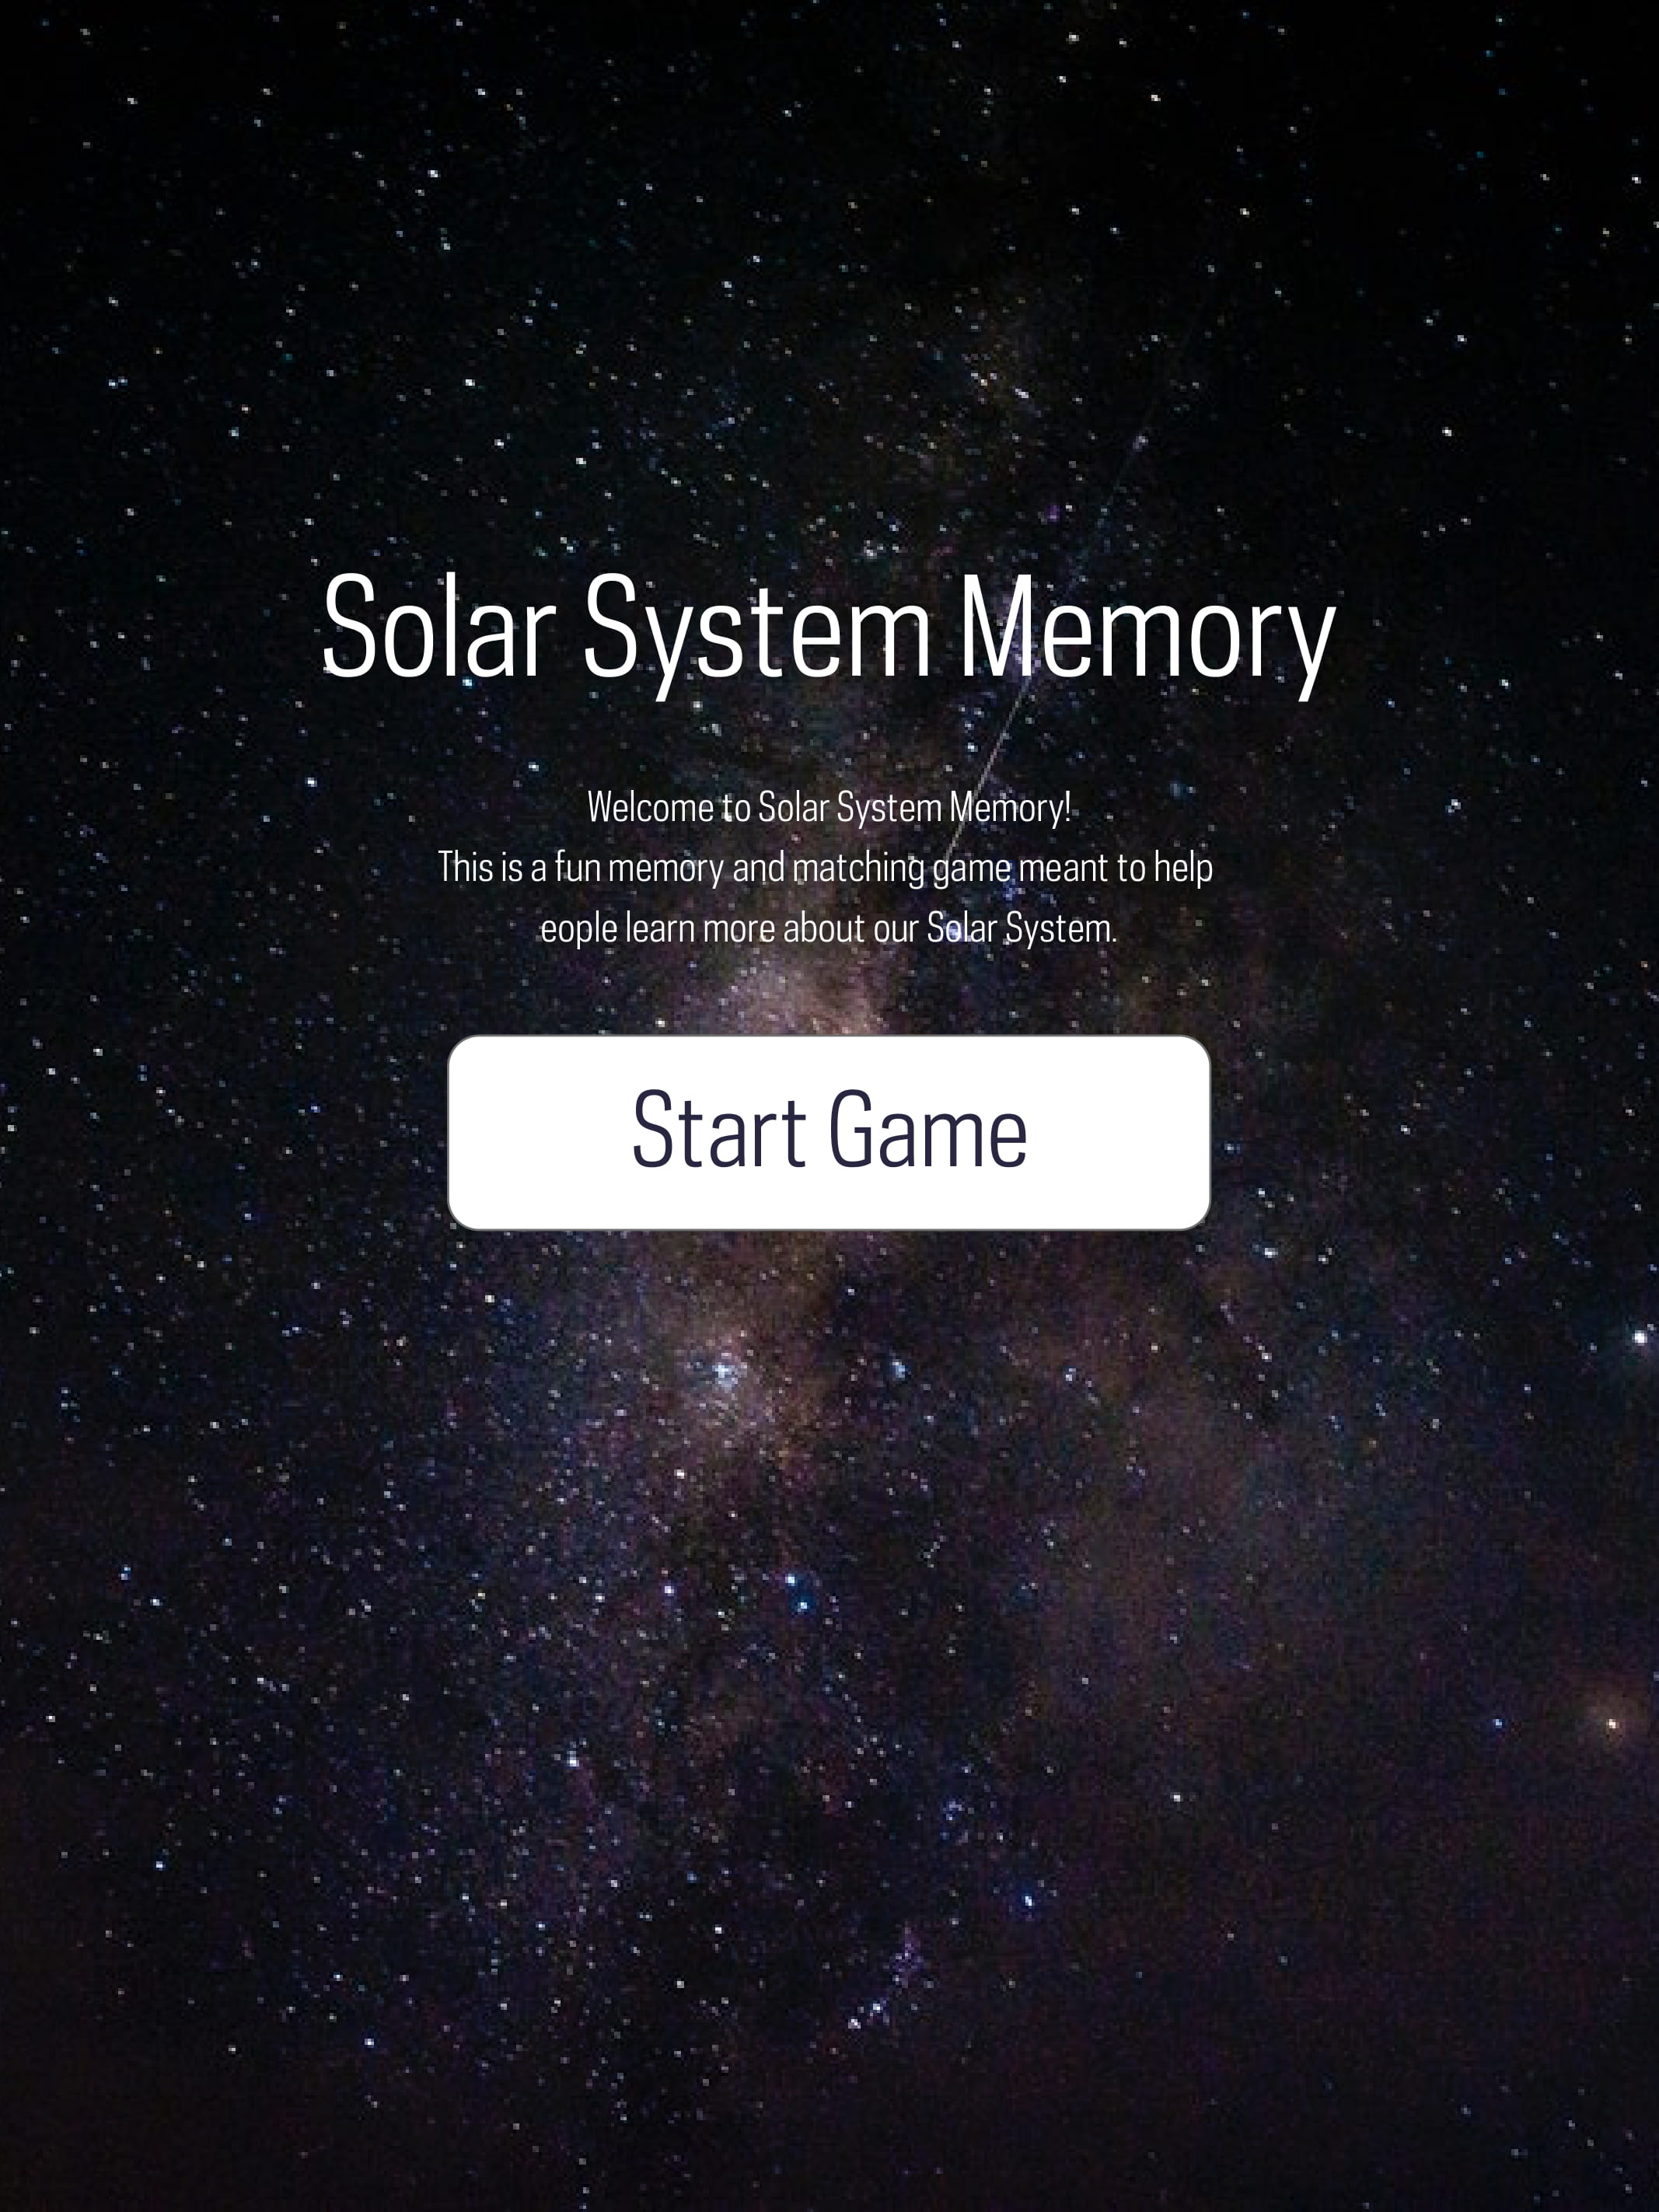 Solar System Memory
Welcome to Solar System Memory!
This is a fun memory and matching game meant to help
eople learn more about our Solar System.
Start Game